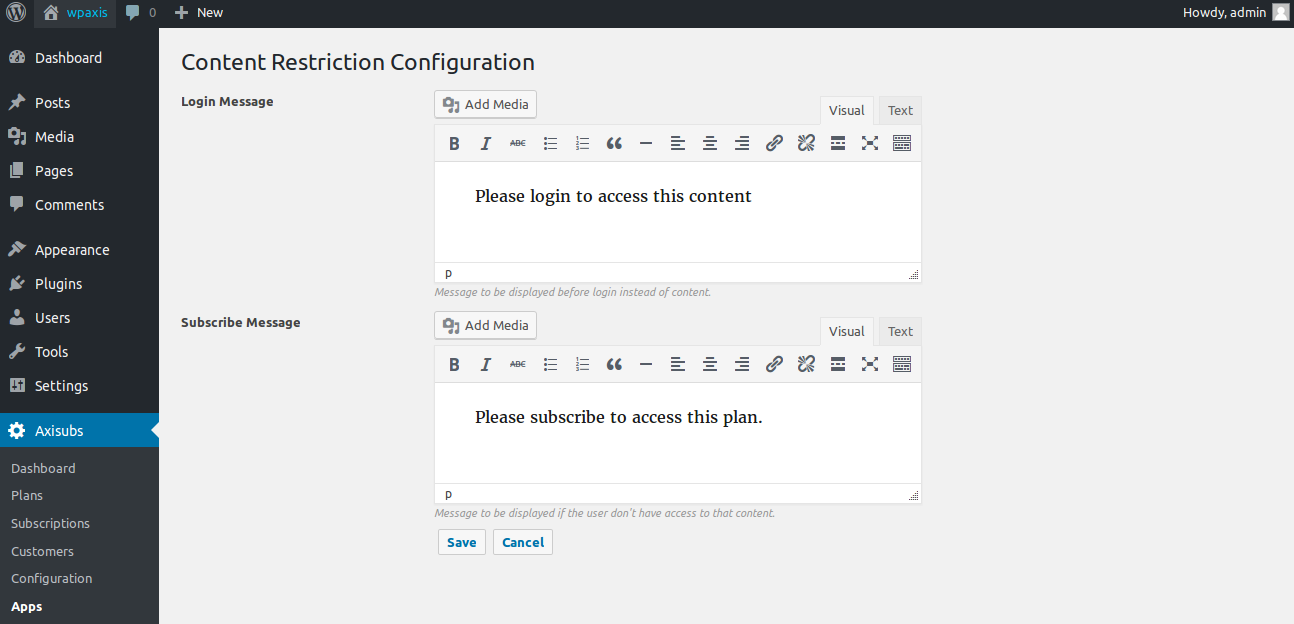 wpaxis 0 New Howdy, admin
Dashboard
Posts
Media
Pages
Comments
Appearance
Plugins
Users
Tools
Settings
Axisubs
Dashboard
Plans
Subscriptions
Customers
Configuration
Apps
Content Restriction Configuration
Login Message
Add Media
Visual Text
B I ABC
Please login to access this content
p
Message to be displayed before login instead of content.
Subscribe Message
Add Media
Visual Text
B I ABC
Please subscribe to access this plan.
p
Message to be displayed if the user don't have access to that content.
Save Cancel